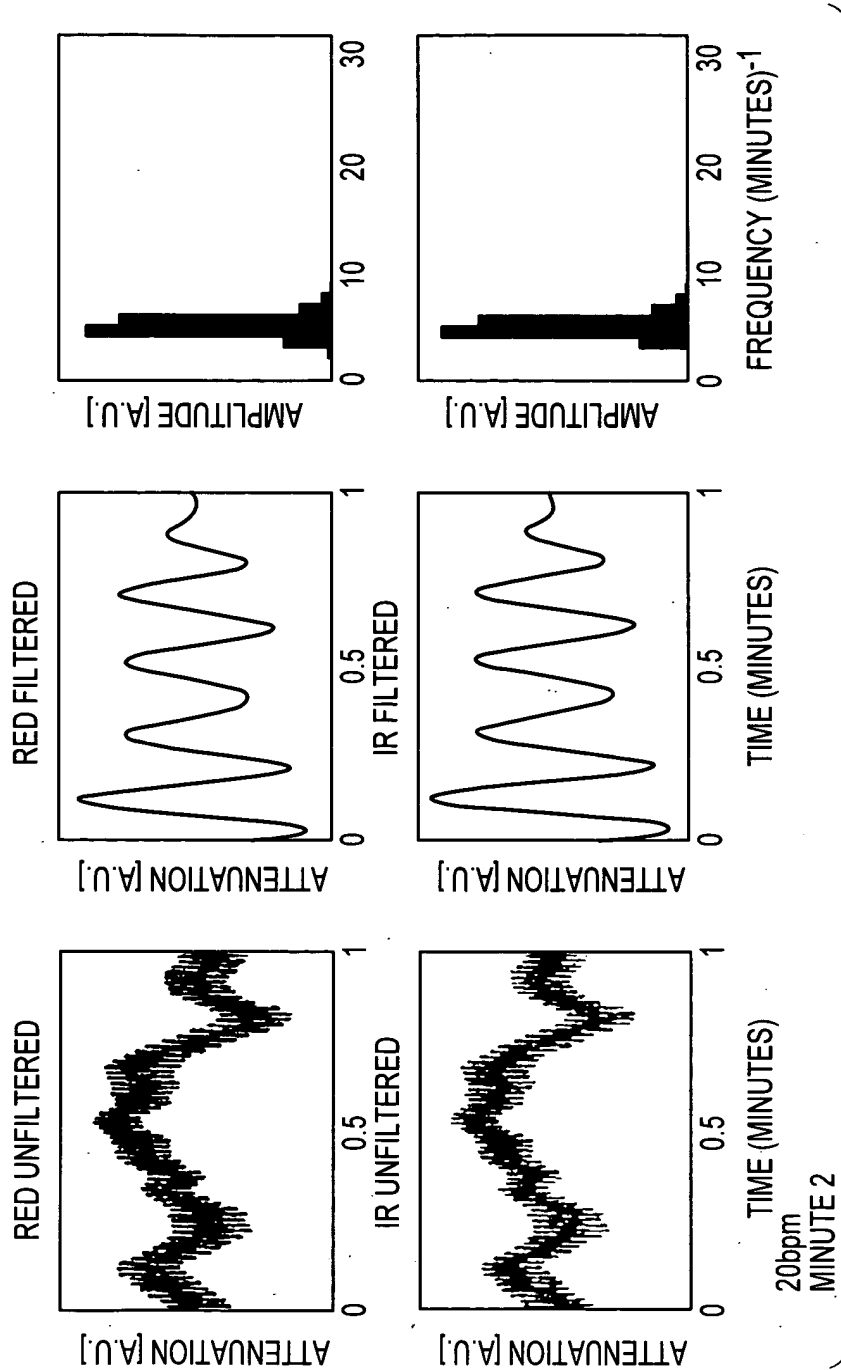 RED UNFILTERED
ATTENUATION [A.U.]
0
0.5
1
IR UNFILTERED
ATTENUATION [A.U.]
0
0.5
1
TIME (MINUTES)
20bpm
MINUTE 2
RED FILTERED
ATTENUATION [A.U.]
0
0.5
1
IR FILTERED
ATTENUATION [A.U.]
0
0.5
1
TIME (MINUTES)
AMPLITUDE [A.U.]
0
10
20
30
AMPLITUDE [A.U.]
0
10
20
30
FREQUENCY (MINUTES)-1